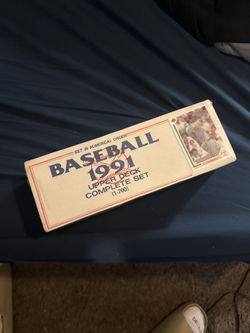 SET IN NUMERICAL ORDER
BASEBALL
1991
UPPER DECK
COMPLETE SET
(1-700)